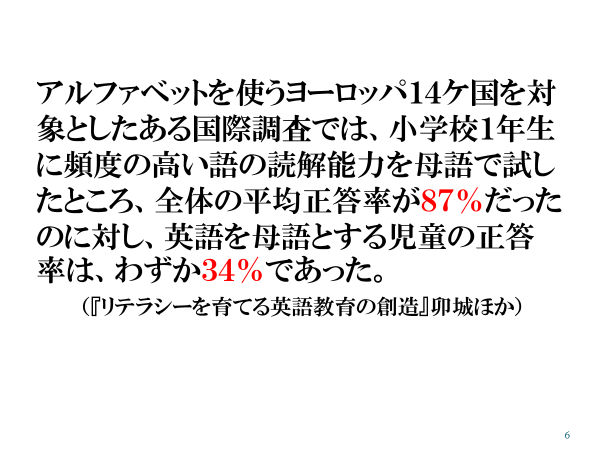 アルファベットを使うヨーロッパ14ケ国を対
象としたある国際調査では、小学校1年生
に頻度の高い語の読解能力を母語で試し
たところ、全体の平均正答率が87%だった
のに対し、英語を母語とする児童の正答
率は、わずか34%であった。
（『リテラシーを育てる英語教育の創造』卯城ほか）
6